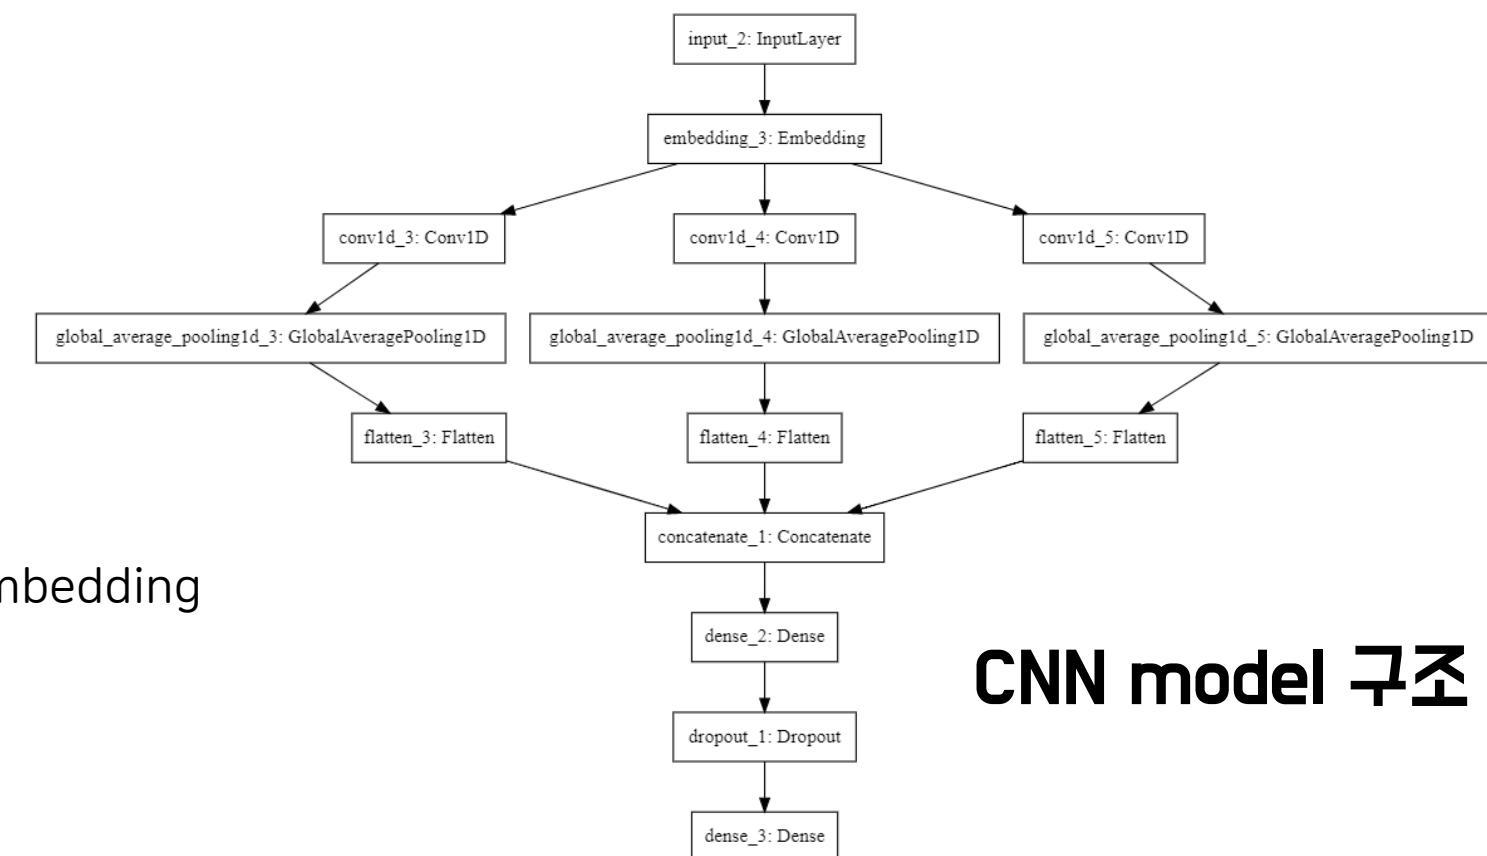 input_2: InputLayer
embedding_3: Embedding
conv1d_3: Conv1D
conv1d_4: Conv1D
conv1d_5: Conv1D
global_average_pooling1d_3: GlobalAveragePooling1D
global_average_pooling1d_4: GlobalAveragePooling1D
global_average_pooling1d_5: GlobalAveragePooling1D
flatten_3: Flatten
flatten_4: Flatten
flatten_5: Flatten
concatenate_1: Concatenate
mbedding
dense_2: Dense
CNN model 구조
dropout_1: Dropout
dense_3: Dense